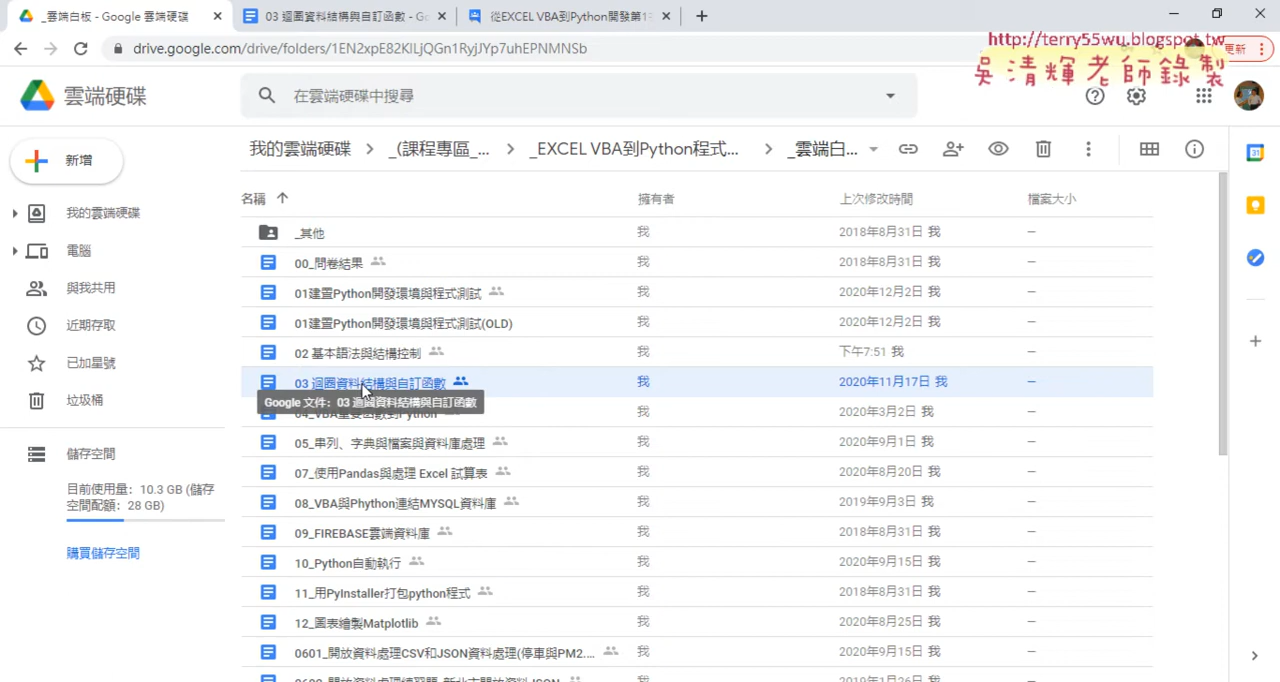 _雲端白板 - Google 雲端硬碟
03 迴圈資料結構與自訂函數 - Go
從EXCEL VBA到Python開發第1
drive.google.com/drive/folders/1EN2xpE82KlLjQGn1RyjJYp7uhEPNMNSb
更新
http://terry55wu.blogspot.tw
吳清輝老師錄製
雲端硬碟
在雲端硬碟中搜尋
新增
我的雲端硬碟
電腦
與我共用
近期存取
已加星號
垃圾桶
儲存空間
目前使用量：10.3 GB (儲存
空間配額：28 GB)
購買儲存空間
我的雲端硬碟 > _(課程專區_... > _EXCEL VBA到Python程式... > _雲端白...
31
名稱 擁有者 上次修改時間 檔案大小
_其他 我 2018年8月31日 我 –
00_問卷結果 我 2018年8月31日 我 –
01建置Python開發環境與程式測試 我 2020年12月2日 我 –
01建置Python開發環境與程式測試(OLD) 我 2020年12月2日 我 –
02 基本語法與結構控制 我 下午7:51 我 –
03 迴圈資料結構與自訂函數 我 2020年11月17日 我 –
Google 文件：03 迴圈資料結構與自訂函數
04_VBA重要函數到Python 我 2020年3月2日 我 –
05_串列、字典與檔案與資料庫處理 我 2020年9月1日 我 –
07_使用Pandas與處理 Excel 試算表 我 2020年8月20日 我 –
08_VBA與Phython連結MYSQL資料庫 我 2019年9月3日 我 –
09_FIREBASE雲端資料庫 我 2018年8月31日 我 –
10_Python自動執行 我 2020年9月15日 我 –
11_用PyInstaller打包python程式 我 2018年8月31日 我 –
12_圖表繪製Matplotlib 我 2020年8月25日 我 –
0601_開放資料處理CSV和JSON資料處理(停車與PM2.... 我 2020年9月15日 我 –